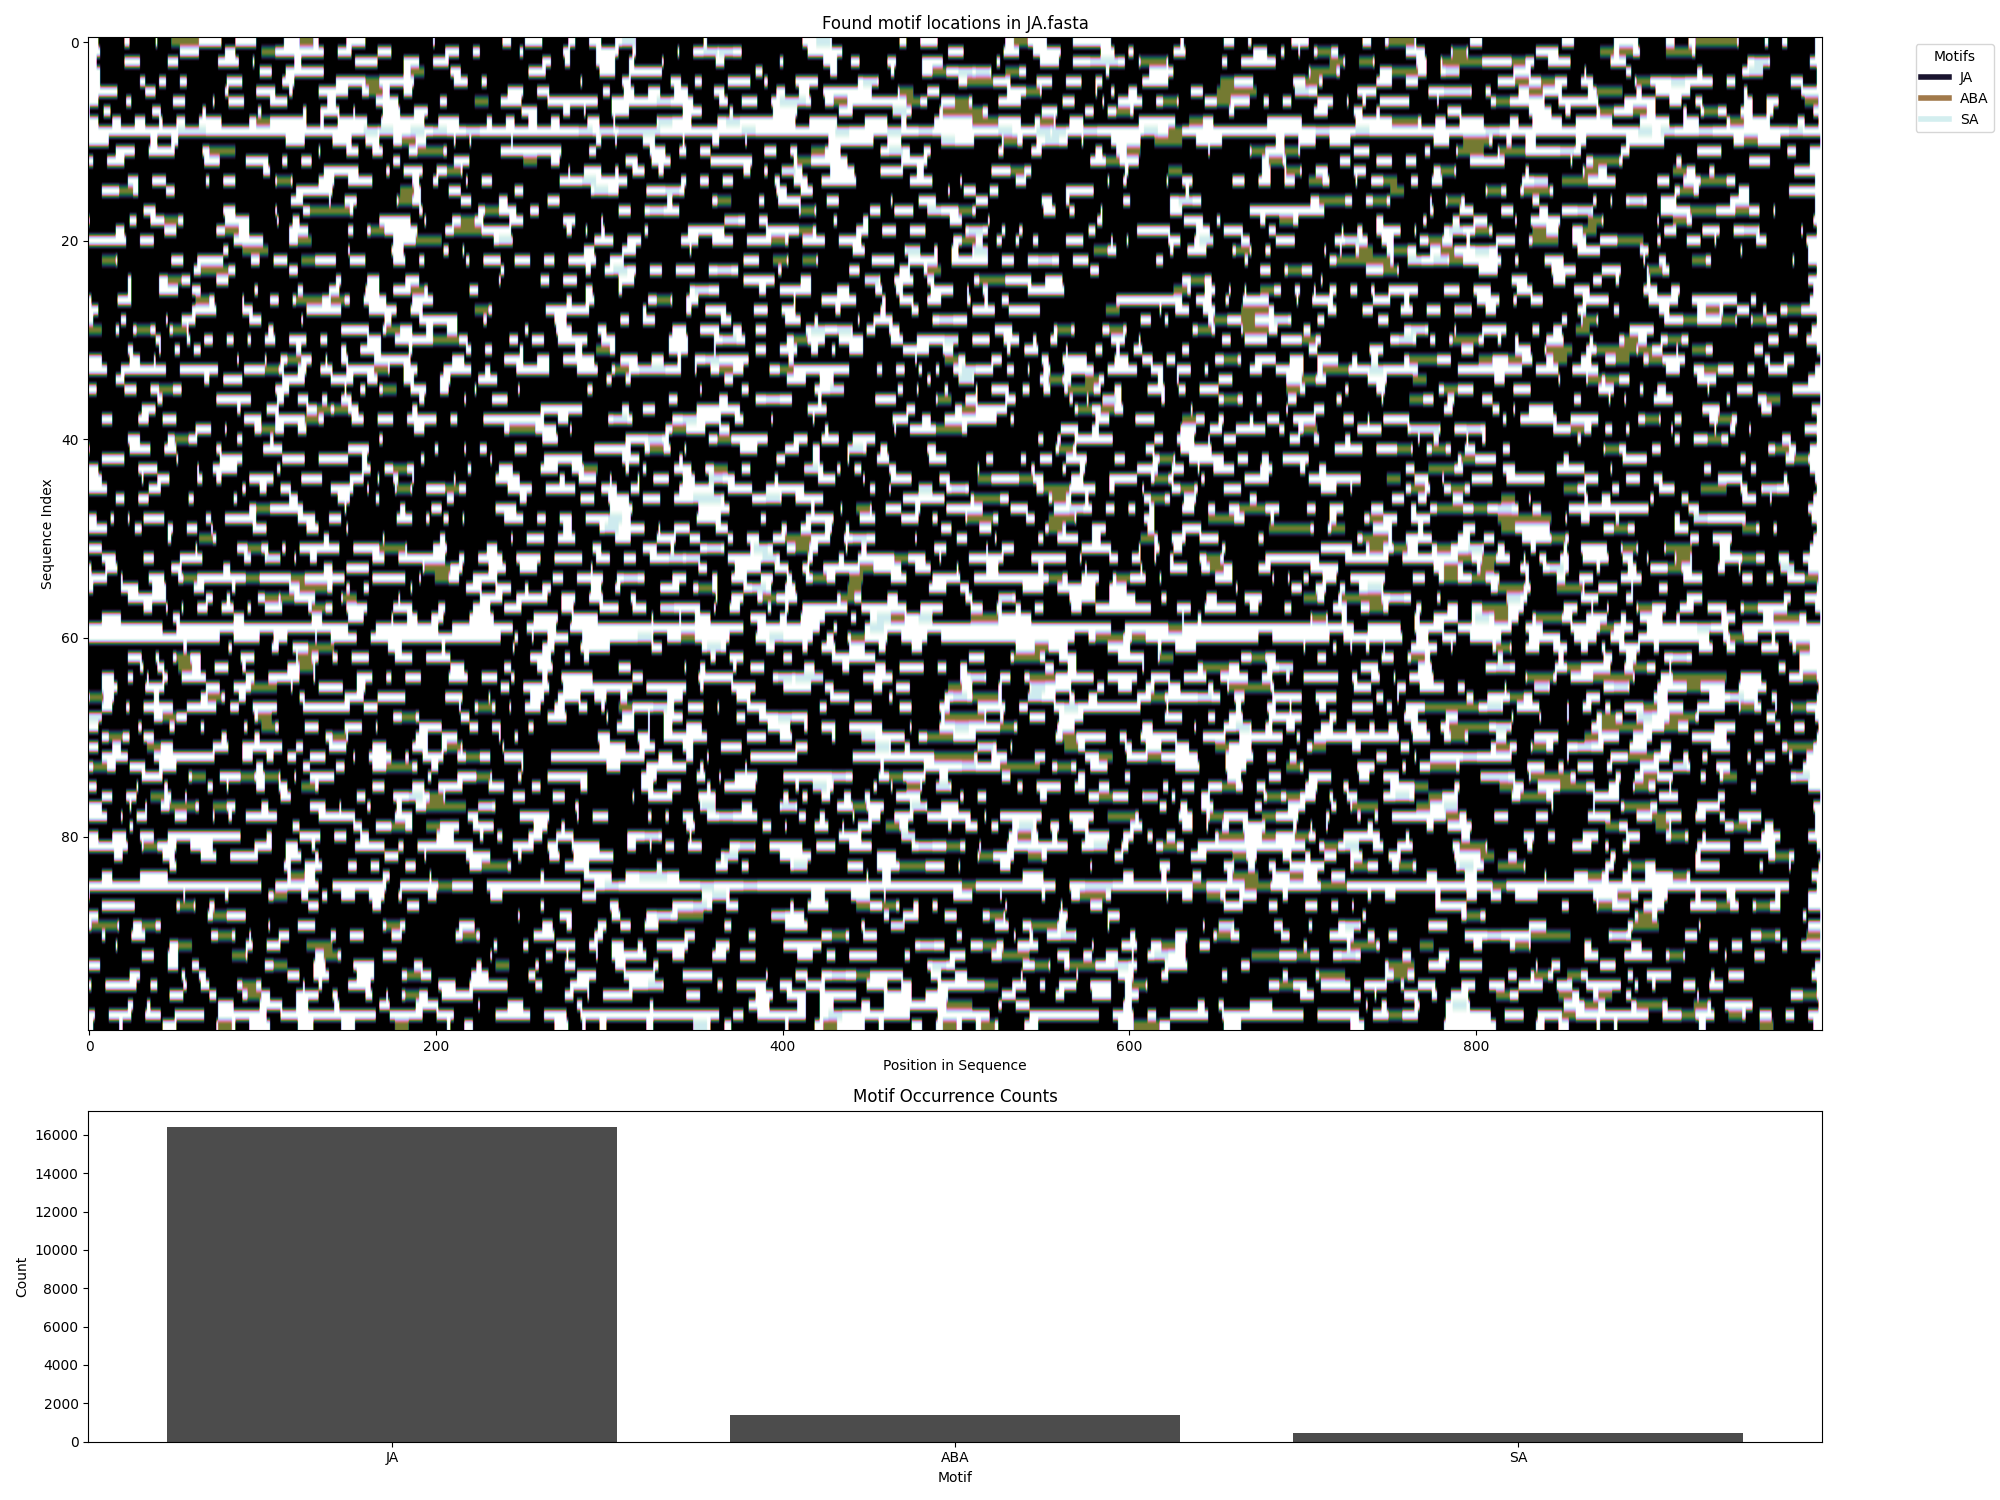 Found motif locations in JA.fasta
Motifs
JA
ABA
SA
Sequence Index
0
20
40
60
80
0 200 400 600 800
Position in Sequence
Motif Occurrence Counts
Count
16000
14000
12000
10000
8000
6000
4000
2000
0
JA ABA SA
Motif